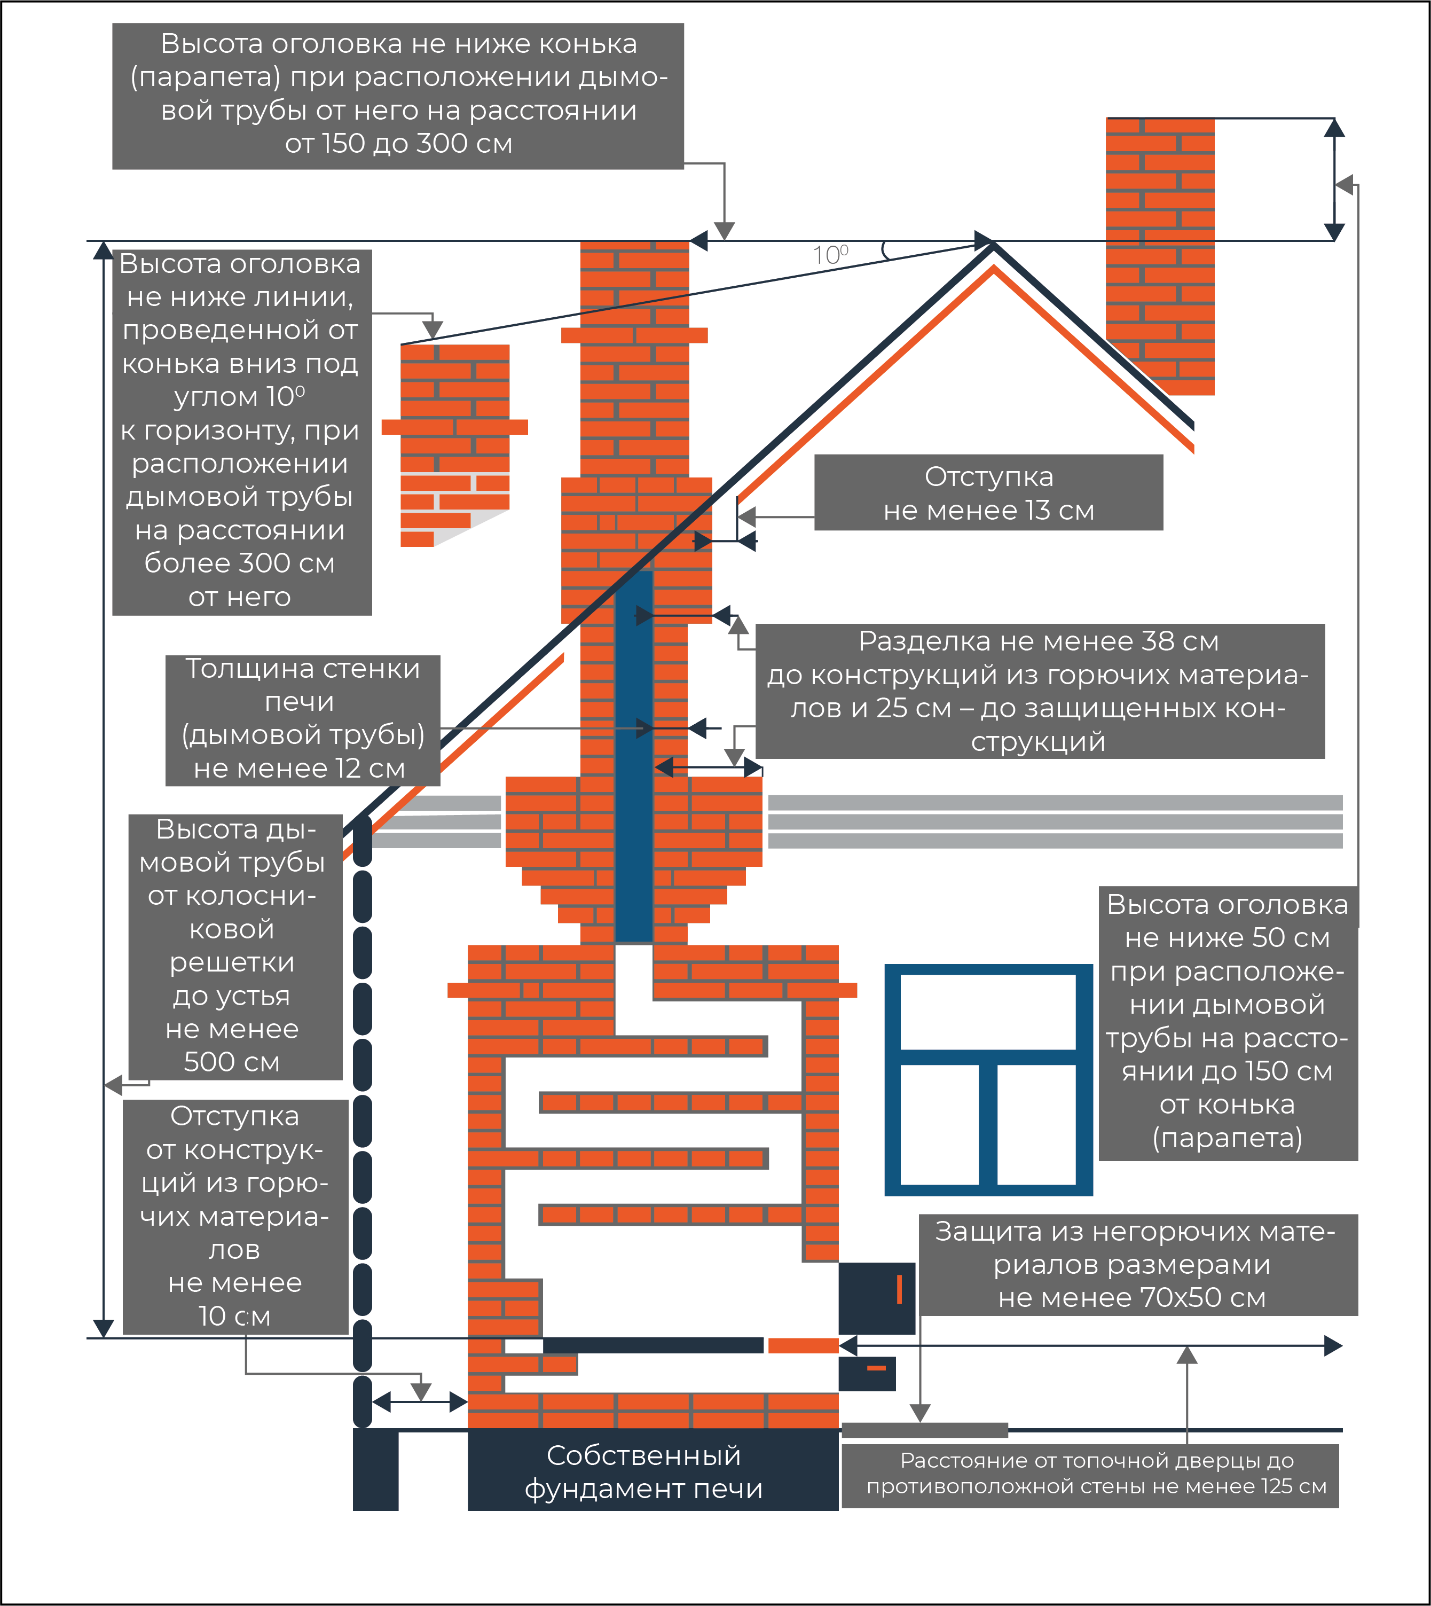 Высота оголовка не ниже конька
(парапета) при расположении дымо-
вой трубы от него на расстоянии
от 150 до 300 см
10⁰
Высота оголовка
не ниже линии,
проведенной от
конька вниз под
углом 10⁰
к горизонту, при
расположении
дымовой трубы
на расстоянии
более 300 см
от него
Отступка
не менее 13 см
Разделка не менее 38 см
до конструкций из горючих материа-
лов и 25 см – до защищенных кон-
струкций
Толщина стенки
печи
(дымовой трубы)
не менее 12 см
Высота ды-
мовой трубы
от колосни-
ковой
решетки
до устья
не менее
500 см
Высота оголовка
не ниже 50 см
при расположе-
нии дымовой
трубы на рассто-
янии до 150 см
от конька
(парапета)
Отступка
от конструк-
ций из горю-
чих материа-
лов
не менее
10 см
Защита из негорючих мате-
риалов размерами
не менее 70х50 см
Собственный
фундамент печи
Расстояние от топочной дверцы до
противоположной стены не менее 125 см